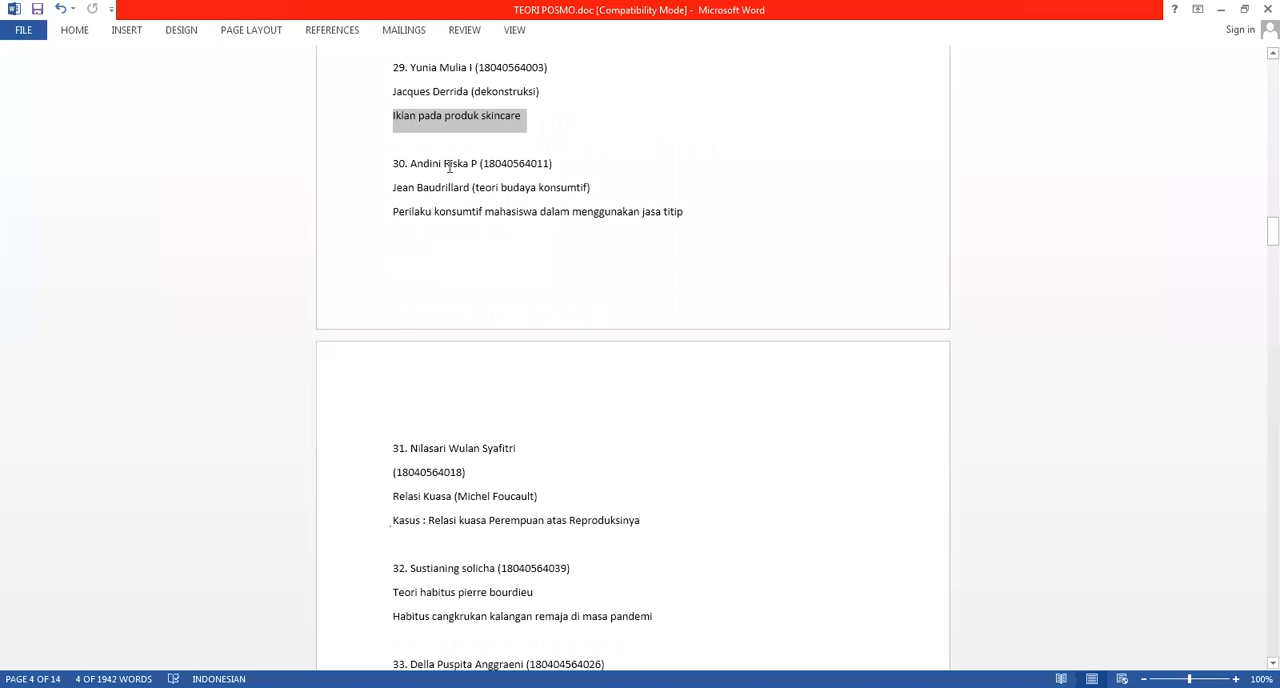 TEORI POSMO.doc [Compatibility Mode] - Microsoft Word
?
FILE HOME INSERT DESIGN PAGE LAYOUT REFERENCES MAILINGS REVIEW VIEW
Sign in
29. Yunia Mulia I (18040564003)
Jacques Derrida (dekonstruksi)
Iklan pada produk skincare
30. Andini Riska P (18040564011)
Jean Baudrillard (teori budaya konsumtif)
Perilaku konsumtif mahasiswa dalam menggunakan jasa titip
31. Nilasari Wulan Syafitri
(18040564018)
Relasi Kuasa (Michel Foucault)
Kasus : Relasi kuasa Perempuan atas Reproduksinya
32. Sustianing solicha (18040564039)
Teori habitus pierre bourdieu
Habitus cangkrukan kalangan remaja di masa pandemi
33. Della Puspita Anggraeni (180404564026)
PAGE 4 OF 14 4 OF 1942 WORDS INDONESIAN 100%